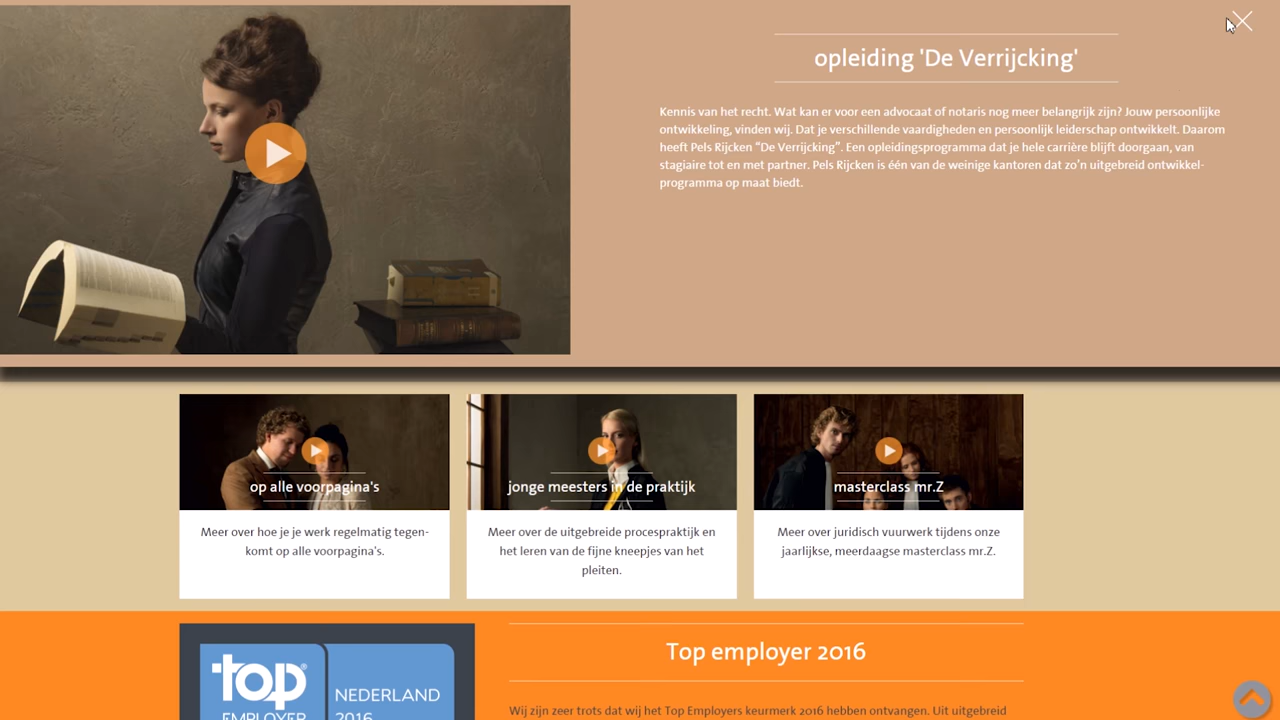 opleiding 'De Verrijcking'
Kennis van het recht. Wat kan er voor een advocaat of notaris nog meer belangrijk zijn? Jouw persoonlijke
ontwikkeling, vinden wij. Dat je verschillende vaardigheden en persoonlijk leiderschap ontwikkelt. Daarom
heeft Pels Rijcken “De Verrijcking”. Een opleidingsprogramma dat je hele carrière blijft doorgaan, van
stagiaire tot en met partner. Pels Rijcken is één van de weinige kantoren dat zo’n uitgebreid ontwikkel-
programma op maat biedt.
op alle voorpagina's
Meer over hoe je je werk regelmatig tegen-
komt op alle voorpagina's.
jonge meesters in de praktijk
Meer over de uitgebreide procespraktijk en
het leren van de fijne kneepjes van het
pleiten.
masterclass mr.Z
Meer over juridisch vuurwerk tijdens onze
jaarlijkse, meerdaagse masterclass mr.Z.
top
EMPLOYER
NEDERLAND
2016
Top employer 2016
Wij zijn zeer trots dat wij het Top Employers keurmerk 2016 hebben ontvangen. Uit uitgebreid